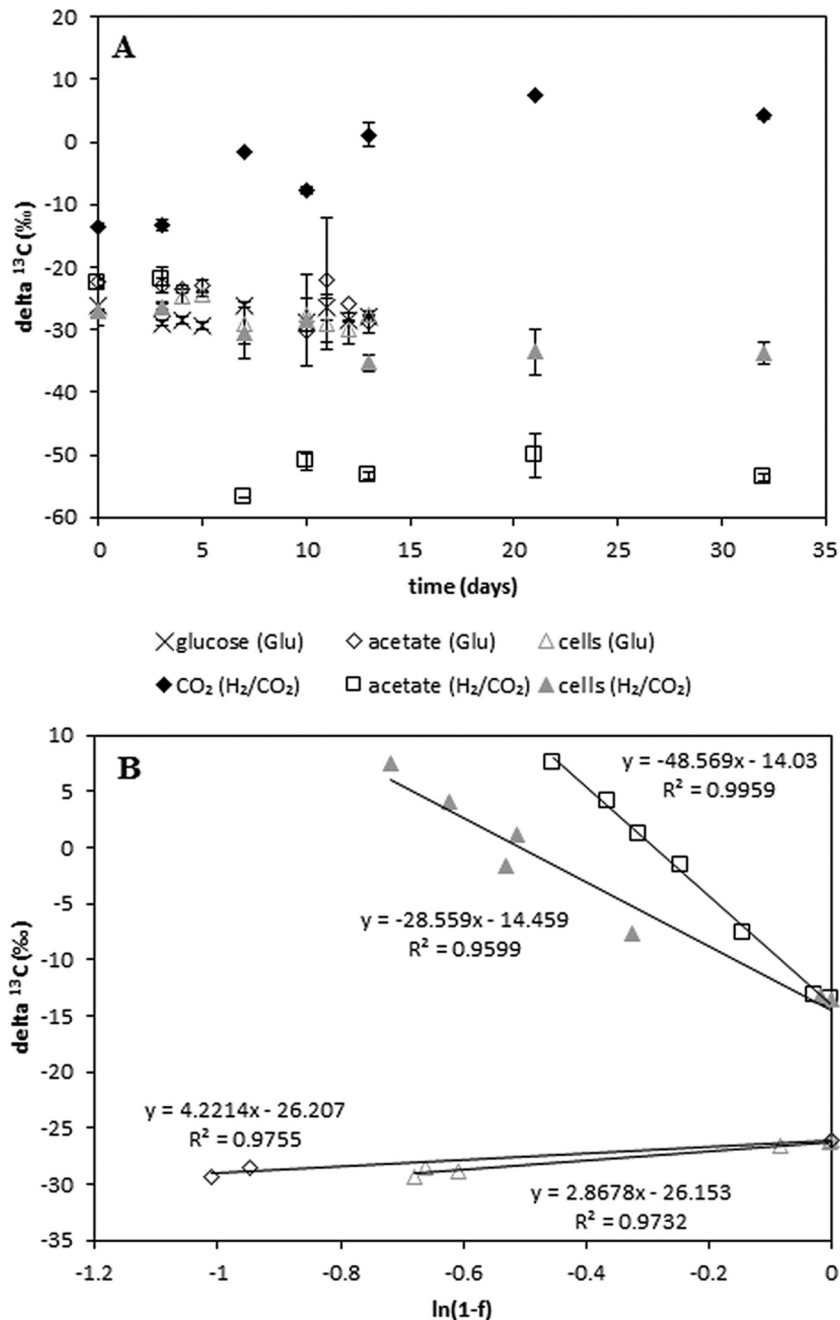 A
20
10
0
-10
-20
-30
-40
-50
-60
delta ¹³C (‰)
0 5 10 15 20 25 30 35
time (days)
glucose (Glu) acetate (Glu) cells (Glu)
CO₂ (H₂/CO₂) acetate (H₂/CO₂) cells (H₂/CO₂)
B
10
5
0
-5
-10
-15
-20
-25
-30
-35
delta ¹³C (‰)
y = -48.569x - 14.03
R² = 0.9959
y = -28.559x - 14.459
R² = 0.9599
y = 4.2214x - 26.207
R² = 0.9755
y = 2.8678x - 26.153
R² = 0.9732
-1.2 -1 -0.8 -0.6 -0.4 -0.2 0
ln(1-f)